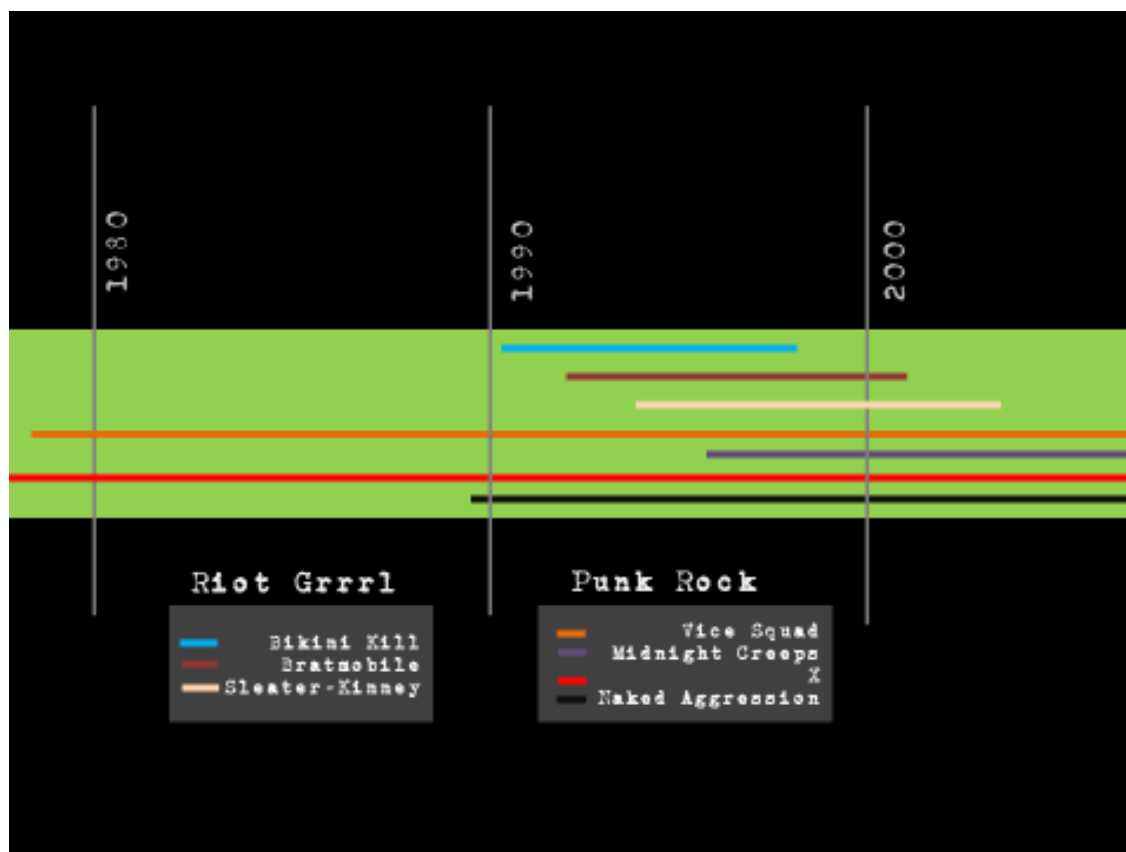 1980
1990
2000
Riot Grrrl
Bikini Kill
Bratmobile
Sleater-Kinney
Punk Rock
Vice Squad
Midnight Creeps
X
Naked Aggression